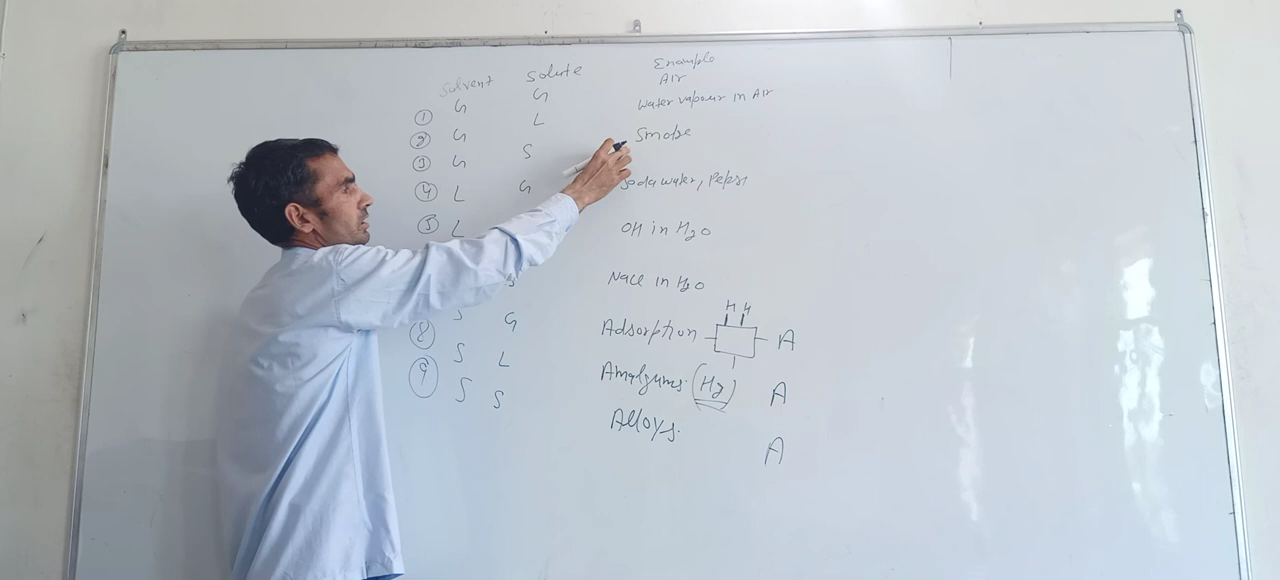 Solvent Solute Example
G G Air
① G L Water vapour in Air
② G S Smoke
③ G
④ L G Soda water, Pepsi
⑤ L OH in H2O
S NaCl in H2O
S G Adsorption H H A
⑧ S L Amalgums (Hg) A
⑨ S S Alloys. A